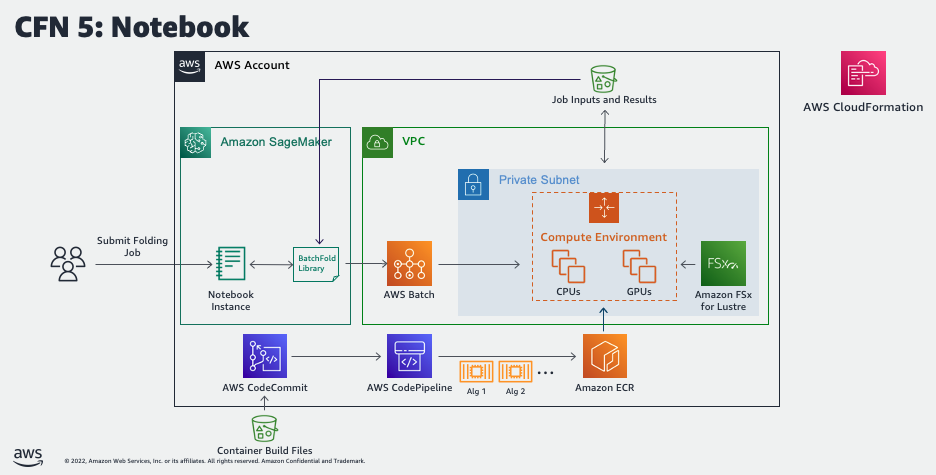 CFN 5: Notebook
aws
AWS Account
Job Inputs and Results
AWS CloudFormation
Amazon SageMaker
VPC
Private Subnet
Compute Environment
CPUs
GPUs
Submit Folding
Job
Notebook
Instance
BatchFold
Library
AWS Batch
FSx
Amazon FSx
for Lustre
AWS CodeCommit
AWS CodePipeline
Alg 1
Alg 2
...
Amazon ECR
Container Build Files
aws
© 2022, Amazon Web Services, Inc. or its affiliates. All rights reserved. Amazon Confidential and Trademark.